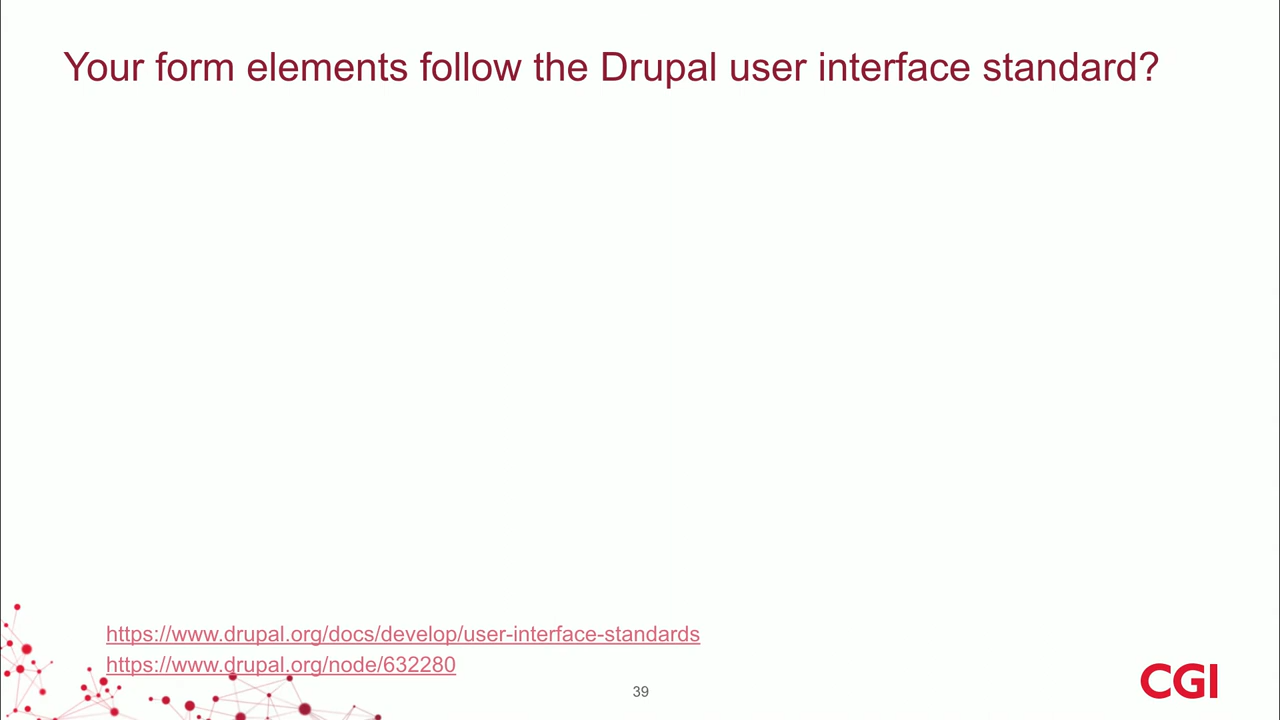 Your form elements follow the Drupal user interface standard?
https://www.drupal.org/docs/develop/user-interface-standards
https://www.drupal.org/node/632280
39
CGI